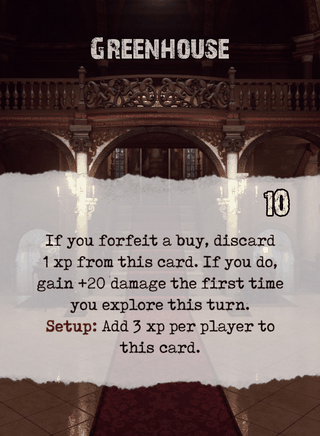 Greenhouse
10
If you forfeit a buy, discard
1 xp from this card. If you do,
gain +20 damage the first time
you explore this turn.
Setup: Add 3 xp per player to
this card.